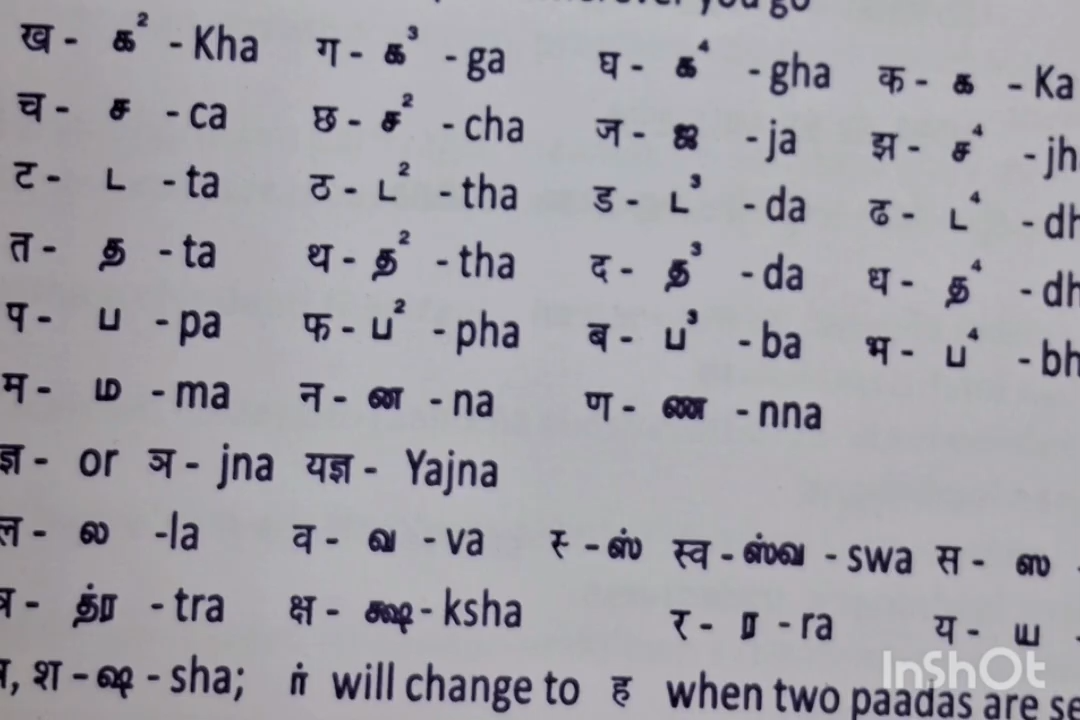 you go
ख - க² - Kha ग - க³ - ga घ - க⁴ - gha क - க - Ka
च - ச - ca छ - ச² - cha ज - ஜ - ja झ - ச⁴ - jh
ट - ட - ta ठ - ட² - tha ड - ட³ - da ढ - ட⁴ - dh
त - த - ta थ - த² - tha द - த³ - da ध - த⁴ - dh
प - ப - pa फ - ப² - pha ब - ப³ - ba भ - ப⁴ - bh
म - ம - ma न - ன - na ण - ண - nna
ज्ञ - or ञ - jna यज्ञ - Yajna
ल - ல -la व - வ - va स् - ஸ் स्व - ஸ்வ - swa स - ஸ -
त्र - த்ர - tra क्ष - க்ஷ - ksha र - ர - ra य - ய -
, श - ஷ - sha; ர் will change to ह when two paadas are se
InShOt